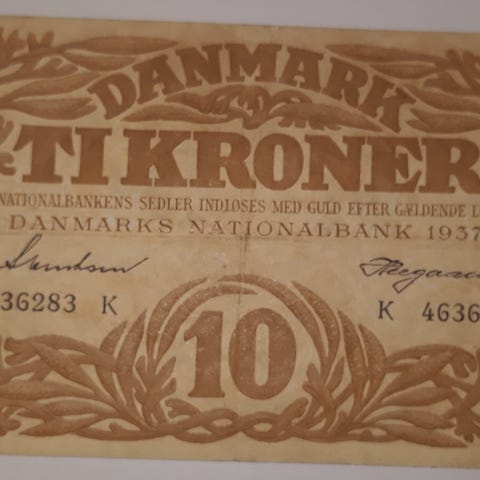 DANMARK
TI KRONER
NATIONALBANKENS SEDLER INDLØSES MED GULD EFTER GÆLDENDE L
DANMARKS NATIONALBANK 1937
36283 K
K 4636
10